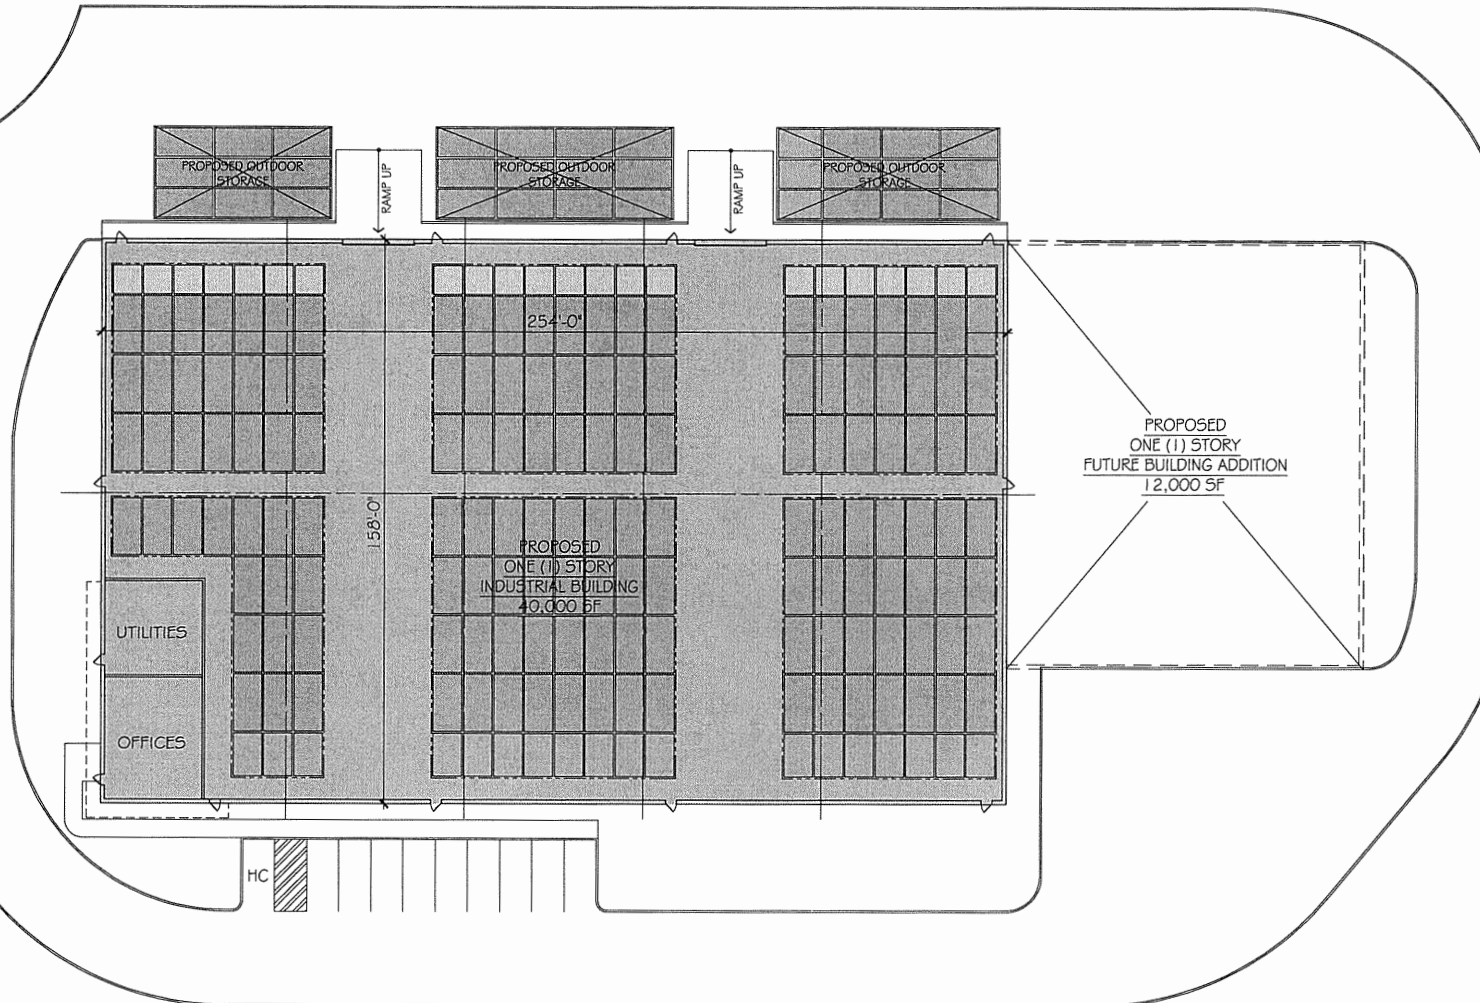 PROPOSED OUTDOOR
STORAGE
RAMP UP
PROPOSED OUTDOOR
STORAGE
RAMP UP
PROPOSED OUTDOOR
STORAGE
254'-0"
158'-0"
PROPOSED
ONE (1) STORY
FUTURE BUILDING ADDITION
12,000 SF
PROPOSED
ONE (1) STORY
INDUSTRIAL BUILDING
40,000 SF
UTILITIES
OFFICES
HC